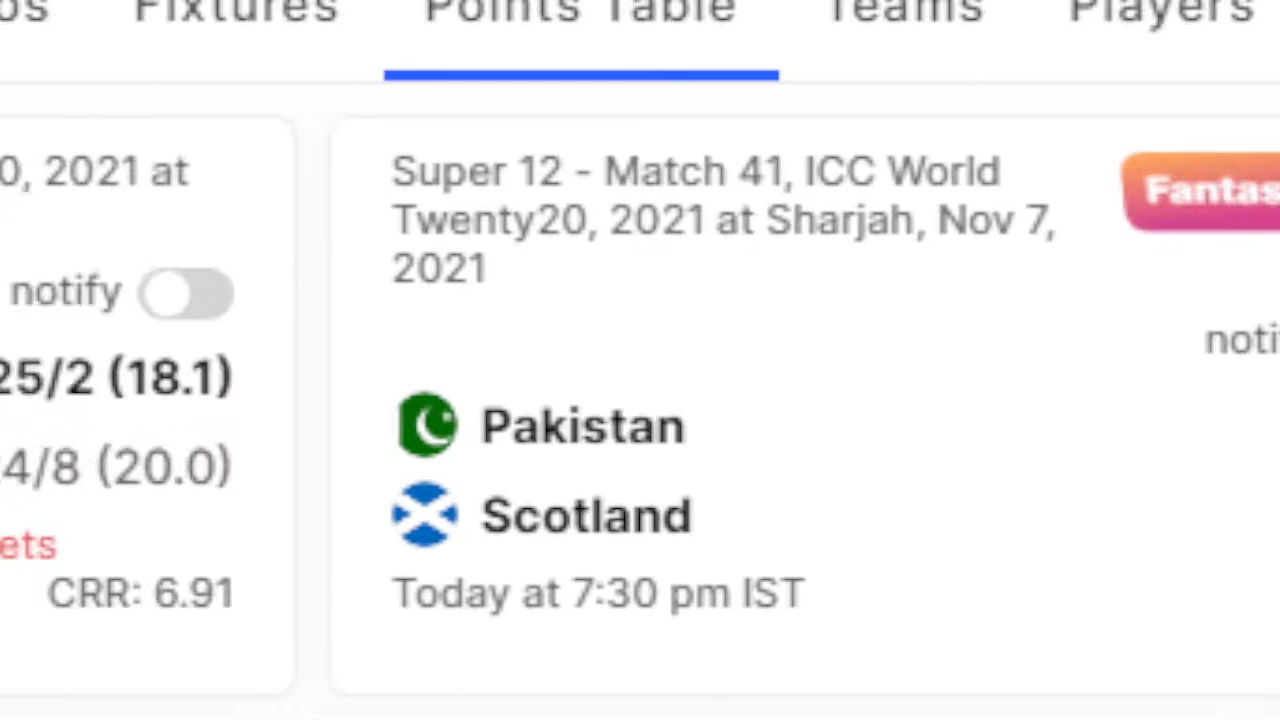 Fixtures
Points Table
Teams
Players
0, 2021 at
notify
25/2 (18.1)
4/8 (20.0)
ets
CRR: 6.91
Super 12 - Match 41, ICC World
Twenty20, 2021 at Sharjah, Nov 7,
2021
Pakistan
Scotland
Today at 7:30 pm IST